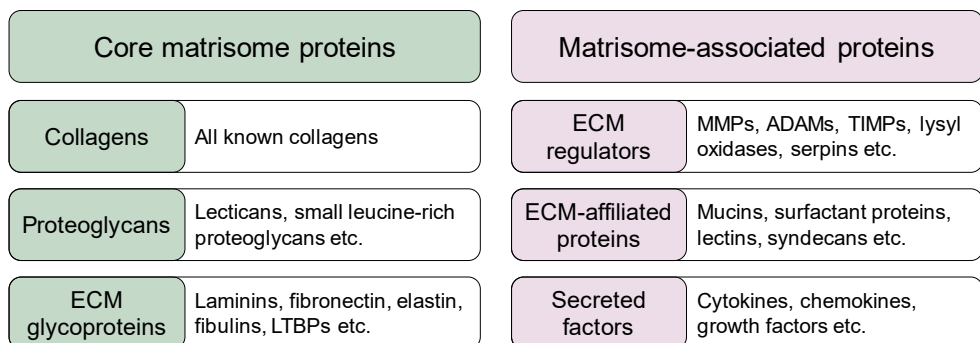 Core matrisome proteins
Collagens
All known collagens
Proteoglycans
Lecticans, small leucine-rich
proteoglycans etc.
ECM
glycoproteins
Laminins, fibronectin, elastin,
fibulins, LTBPs etc.
Matrisome-associated proteins
ECM
regulators
MMPs, ADAMs, TIMPs, lysyl
oxidases, serpins etc.
ECM-affiliated
proteins
Mucins, surfactant proteins,
lectins, syndecans etc.
Secreted
factors
Cytokines, chemokines,
growth factors etc.